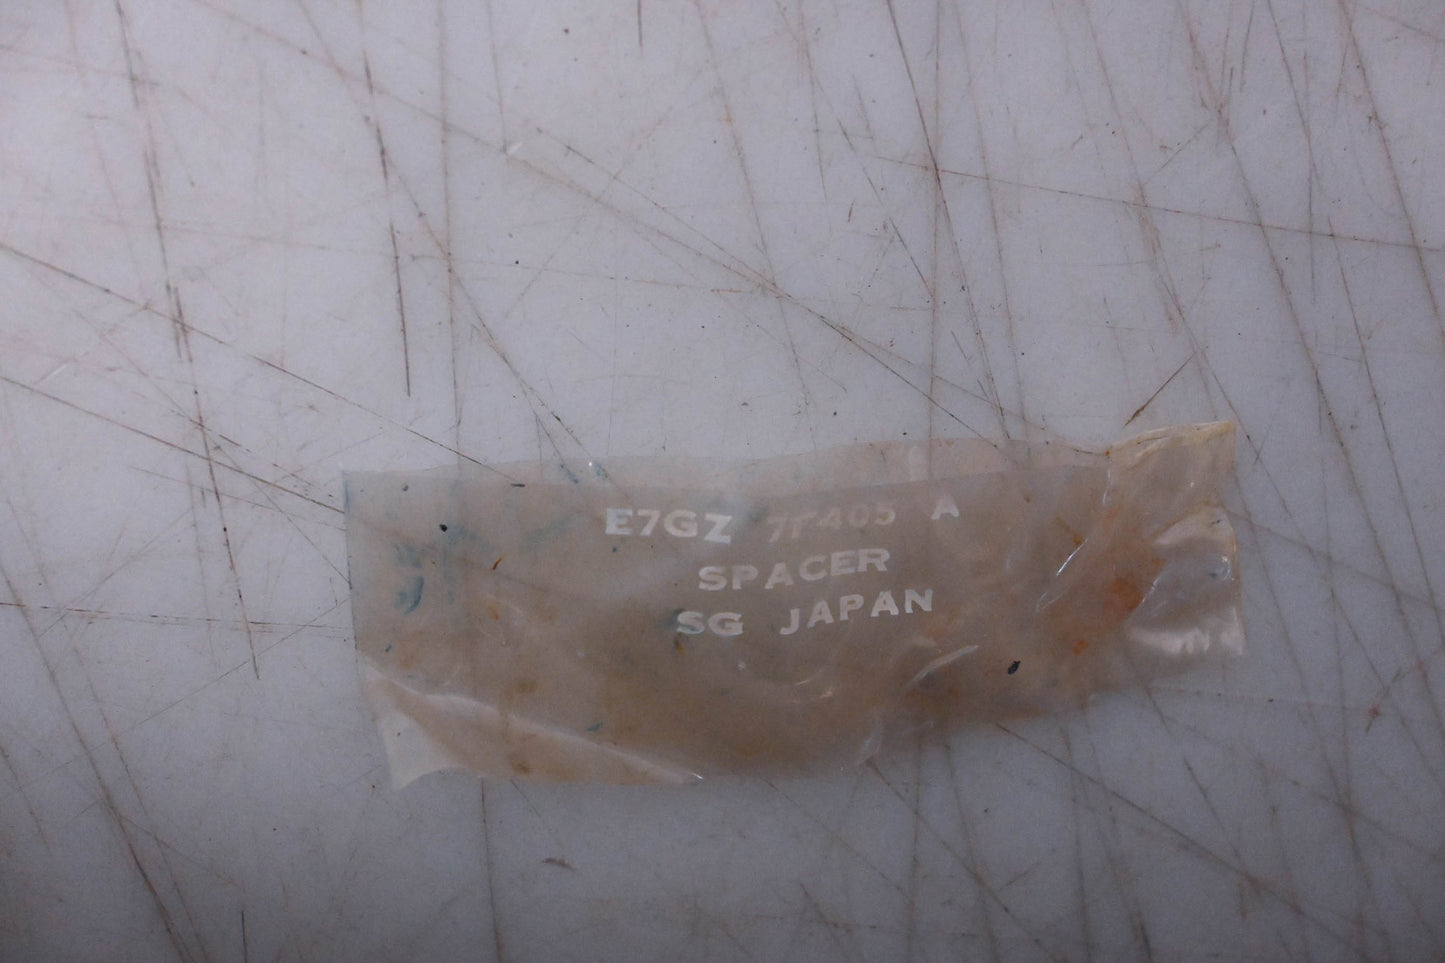 E7GZ 7F405 A
SPACER
SG JAPAN